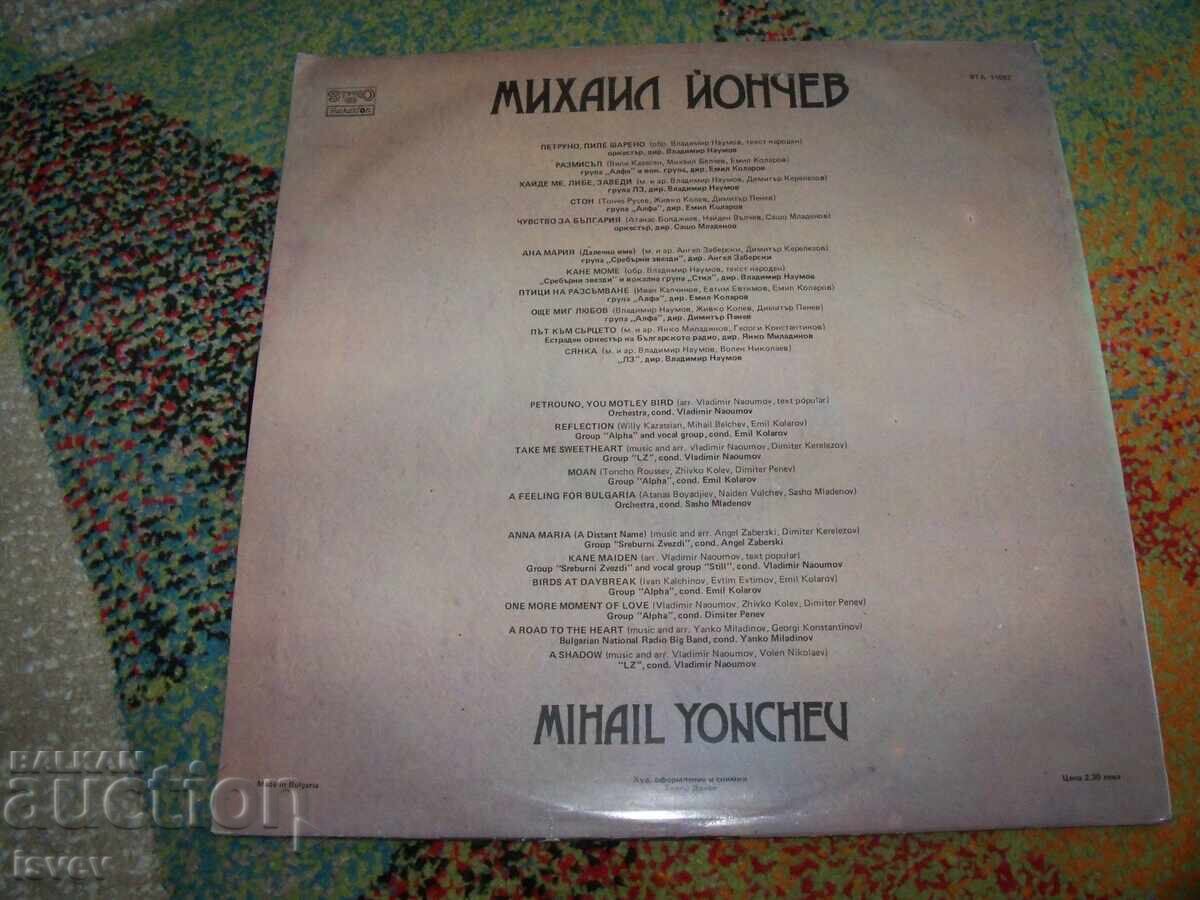 МИХАИЛ ЙОНЧЕВ
STEREO
ПЕТРУНО, ПИЛЕ ШАРЕНО (обр. Владимир Наумов, текст народен)
оркестър, дир. Владимир Наумов
РАЗМИСЪЛ (Вили Казасян, Михаил Белчев, Емил Коларов)
група „Алфа" и вок. група, дир. Емил Коларов
ХАЙДЕ МЕ, ЛИБЕ, ЗАВЕДИ (м. и ар. Владимир Наумов, Димитър Керелезов)
група ЛЗ, дир. Владимир Наумов
СТОН (Тончо Русев, Живко Колев, Димитър Пенев)
група „Алфа", дир. Емил Коларов
ЧУВСТВО ЗА БЪЛГАРИЯ (Атанас Бояджиев, Найден Вълчев, Сашо Младенов)
оркестър, дир. Сашо Младенов
АНА МАРИЯ (Далечно име) (м. и ар. Ангел Заберски, Димитър Керелезов)
група „Сребърни звезди", дир. Ангел Заберски
КАНЕ МОМЕ (обр. Владимир Наумов, текст народен)
„Сребърни звезди" и вокална група „Стил", дир. Владимир Наумов
ПТИЦИ НА РАЗСЪМВАНЕ (Иван Калчинов, Евтим Евтимов, Емил Коларов)
група „Алфа", дир. Емил Коларов
ОЩЕ МИГ ЛЮБОВ (Владимир Наумов, Живко Колев, Димитър Пенев)
група „Алфа", дир. Димитър Пенев
ПЪТ КЪМ СЪРЦЕТО (м. и ар. Янко Миладинов, Георги Константинов)
Естраден оркестър на Българското радио, дир. Янко Миладинов
СЯНКА (м. и ар. Владимир Наумов, Волен Николаев)
„ЛЗ", дир. Владимир Наумов
PETROUNO, YOU MOTLEY BIRD (arr. Vladimir Naoumov, text popular)
Orchestra, cond. Vladimir Naoumov
REFLECTION (Willy Kazassian, Mihail Belchev, Emil Kolarov)
Group "Alpha" and vocal group, cond. Emil Kolarov
TAKE ME SWEETHEART (music and arr. Vladimir Naoumov, Dimiter Kerelezov)
Group "LZ", cond. Vladimir Naoumov
MOAN (Toncho Roussev, Zhivko Kolev, Dimiter Penev)
Group "Alpha", cond. Emil Kolarov
A FEELING FOR BULGARIA (Atanas Boyadjiev, Naiden Vulchev, Sasho Mladenov)
Orchestra, cond. Sasho Mladenov
ANNA MARIA (A Distant Name) (music and arr. Angel Zaberski, Dimiter Kerelezov)
Group "Sreburni Zvezdi", cond. Angel Zaberski
KANE MAIDEN (arr. Vladimir Naoumov, text popular)
Group "Sreburni Zvezdi" and vocal group "Still", cond. Vladimir Naoumov
BIRDS AT DAYBREAK (Ivan Kalchinov, Evtim Evtimov, Emil Kolarov)
Group "Alpha", cond. Emil Kolarov
ONE MORE MOMENT OF LOVE (Vladimir Naoumov, Zhivko Kolev, Dimiter Penev)
Group "Alpha", cond. Dimiter Penev
A ROAD TO THE HEART (music and arr. Yanko Miladinov, Georgi Konstantinov)
Bulgarian National Radio Big Band, cond. Yanko Miladinov
A SHADOW (music and arr. Vladimir Naoumov, Volen Nikolaev)
"LZ", cond. Vladimir Naoumov
MIHAIL YONCHEV
Made in Bulgaria
Худ. оформление и снимки
Цена 2.30 лева
BALKAN
auction
isvev